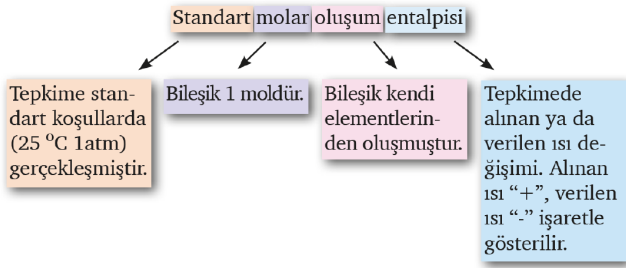 Standart molar oluşum entalpisi
Tepkime stan-
dart koşullarda
(25 °C 1atm)
gerçekleşmiştir.
Bileşik 1 moldür.
Bileşik kendi
elementlerin-
den oluşmuştur.
Tepkimede
alınan ya da
verilen ısı de-
ğişimi. Alınan
ısı “+”, verilen
ısı “-” işaretle
gösterilir.